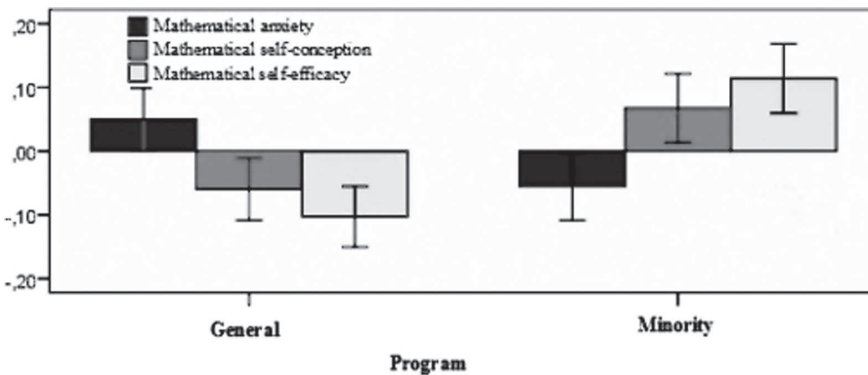 ,20
Mathematical anxiety
Mathematical self-conception
Mathematical self-efficacy
,10
,00
-,10
-,20
General
Minority
Program